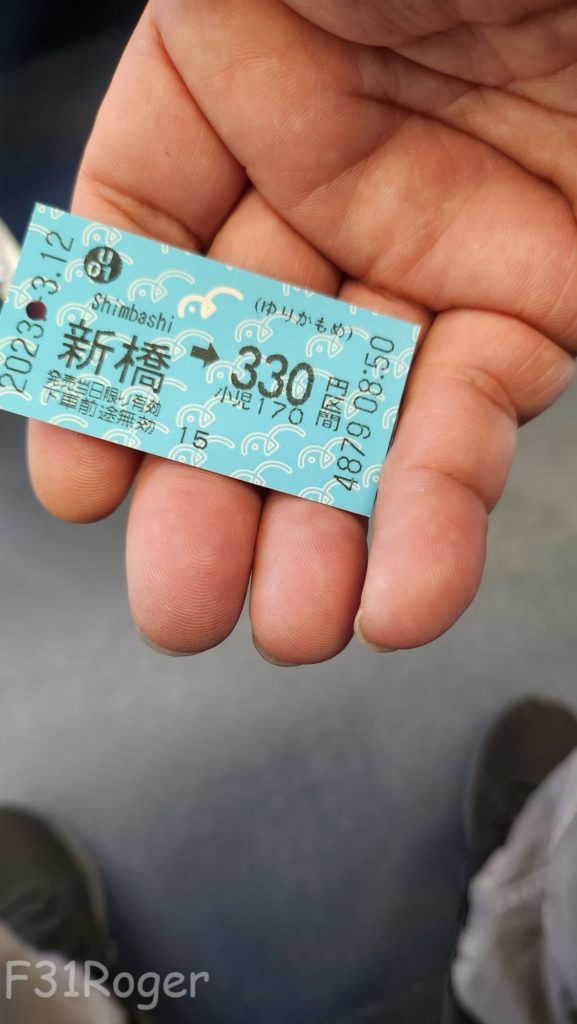 2023.-3.12
U
01
Shimbashi
(ゆりかもめ)
新橋➡330円区間
小児170
発売当日限り有効
下車前途無効
15
4879 08:50
F31Roger